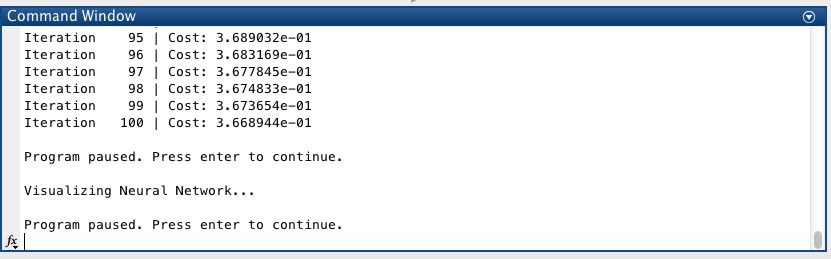 Command Window
Iteration    95 | Cost: 3.689032e-01
Iteration    96 | Cost: 3.683169e-01
Iteration    97 | Cost: 3.677845e-01
Iteration    98 | Cost: 3.674833e-01
Iteration    99 | Cost: 3.673654e-01
Iteration   100 | Cost: 3.668944e-01
Program paused. Press enter to continue.
Visualizing Neural Network...
Program paused. Press enter to continue.
fx